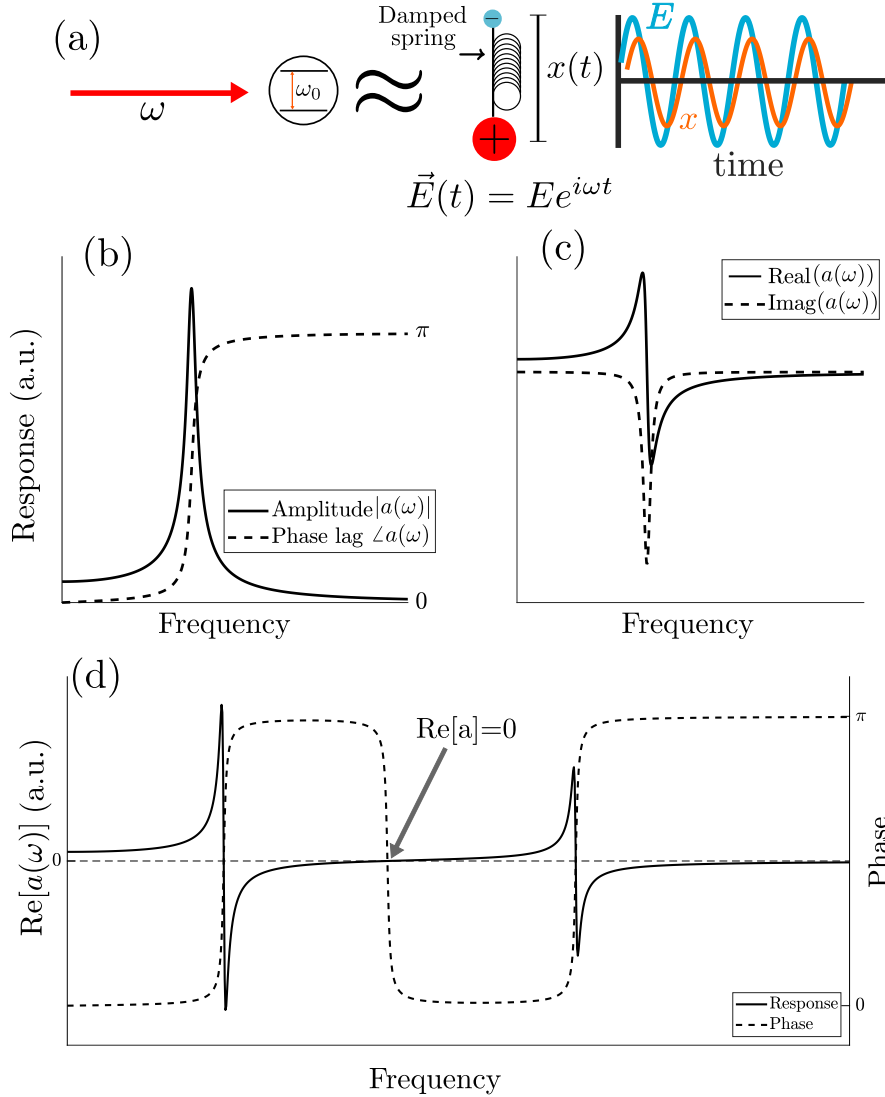 (a)
ω
ω₀
≈
Damped
spring
−
+
x(t)
E
x
time
E⃗(t) = Ee^{iωt}
(b)
Response (a.u.)
π
Amplitude |a(ω)|
Phase lag ∠a(ω)
0
Frequency
(c)
Real(a(ω))
Imag(a(ω))
Frequency
(d)
Re[a(ω)] (a.u.)
0
Re[a]=0
π
Phase
0
Response
Phase
Frequency